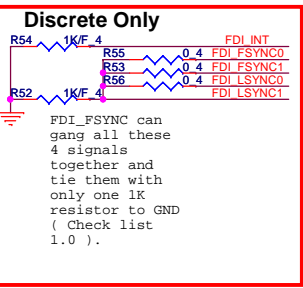 Discrete Only
R54 1K/F_4 FDI_INT
R55 0_4 FDI_FSYNC0
R53 0_4 FDI_FSYNC1
R56 0_4 FDI_LSYNC0
R52 1K/F_4 FDI_LSYNC1
FDI_FSYNC can
gang all these
4 signals
together and
tie them with
only one 1K
resistor to GND
( Check list
1.0 ).